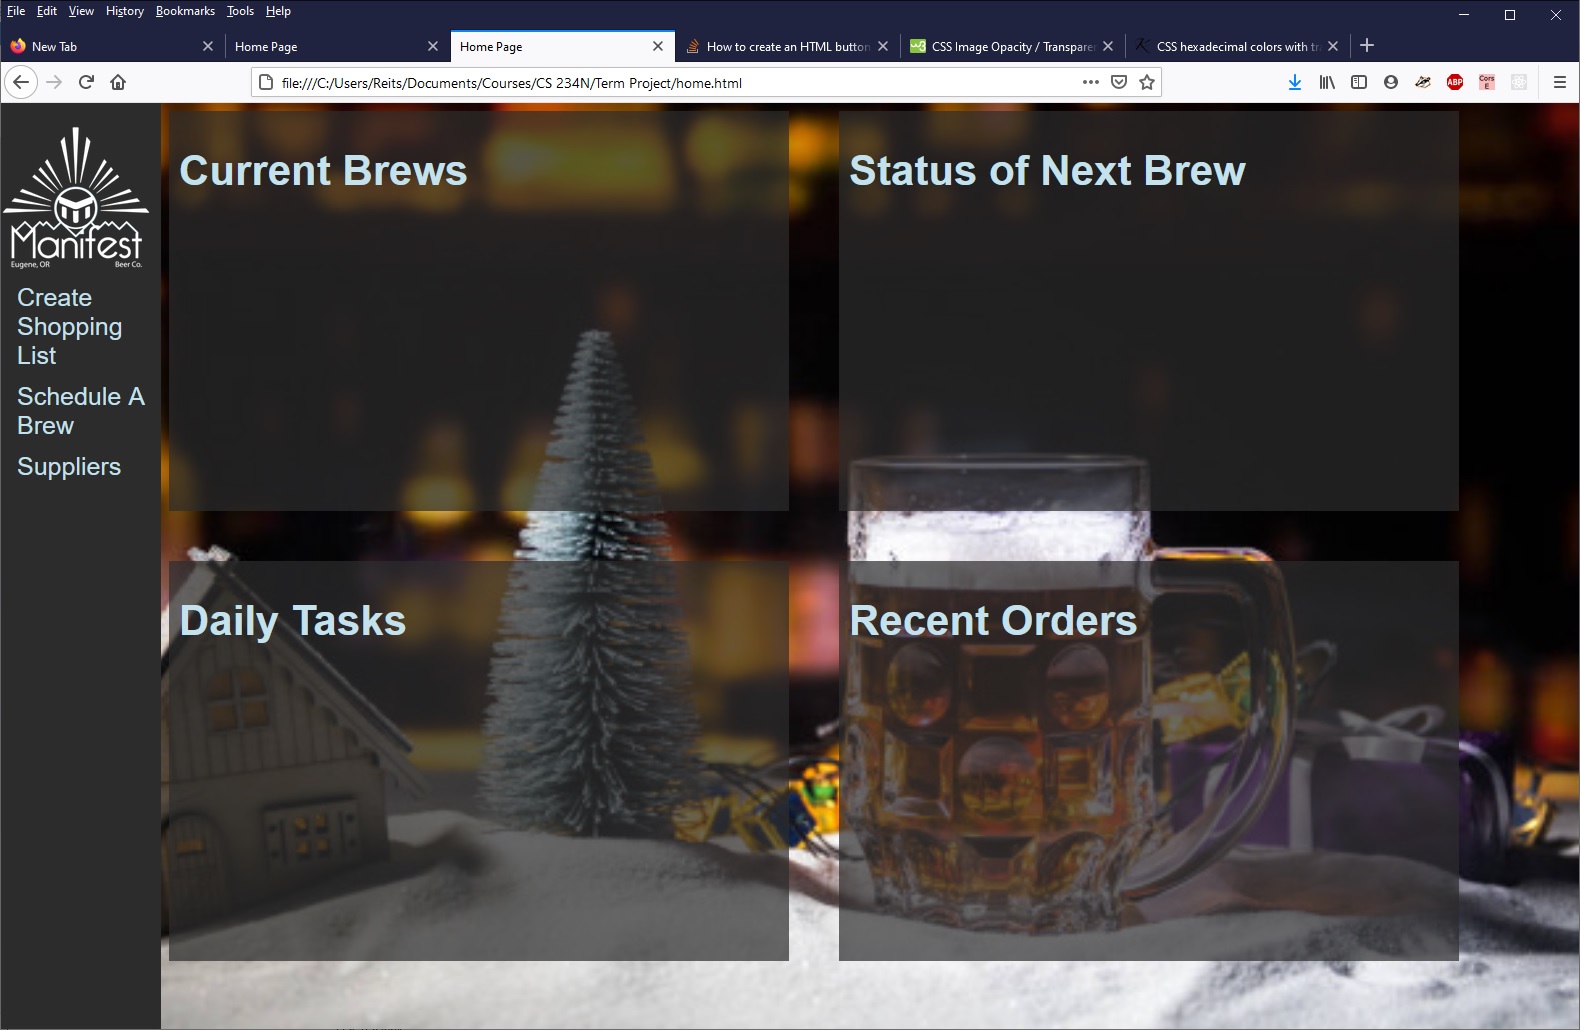 File Edit View History Bookmarks Tools Help
New Tab
Home Page
Home Page
How to create an HTML button
CSS Image Opacity / Transpare
CSS hexadecimal colors with tr
file:///C:/Users/Reits/Documents/Courses/CS 234N/Term Project/home.html
ABP
Cors
E
Manifest
Eugene, OR Beer Co.
Create
Shopping
List
Schedule A
Brew
Suppliers
Current Brews
Status of Next Brew
Daily Tasks
Recent Orders